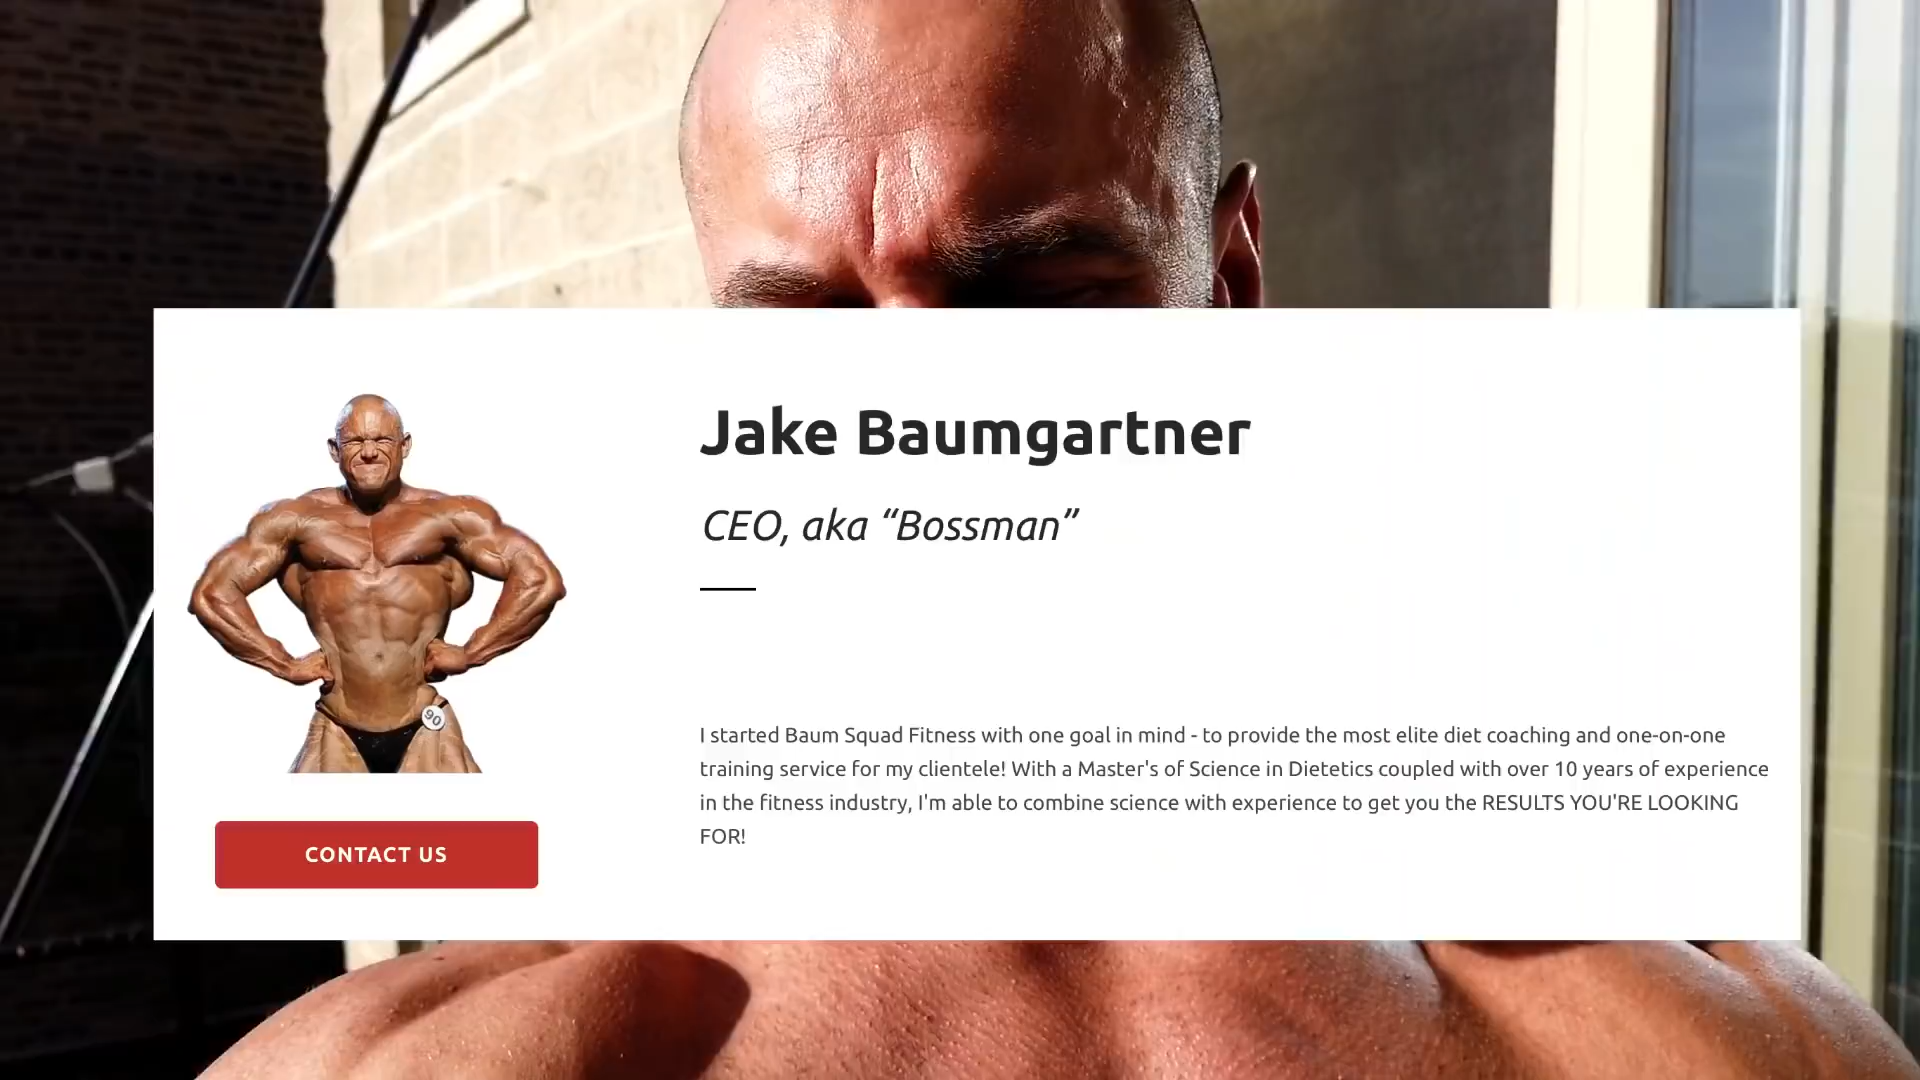 Jake Baumgartner
CEO, aka “Bossman”
I started Baum Squad Fitness with one goal in mind - to provide the most elite diet coaching and one-on-one
training service for my clientele! With a Master's of Science in Dietetics coupled with over 10 years of experience
in the fitness industry, I'm able to combine science with experience to get you the RESULTS YOU'RE LOOKING
FOR!
90
CONTACT US